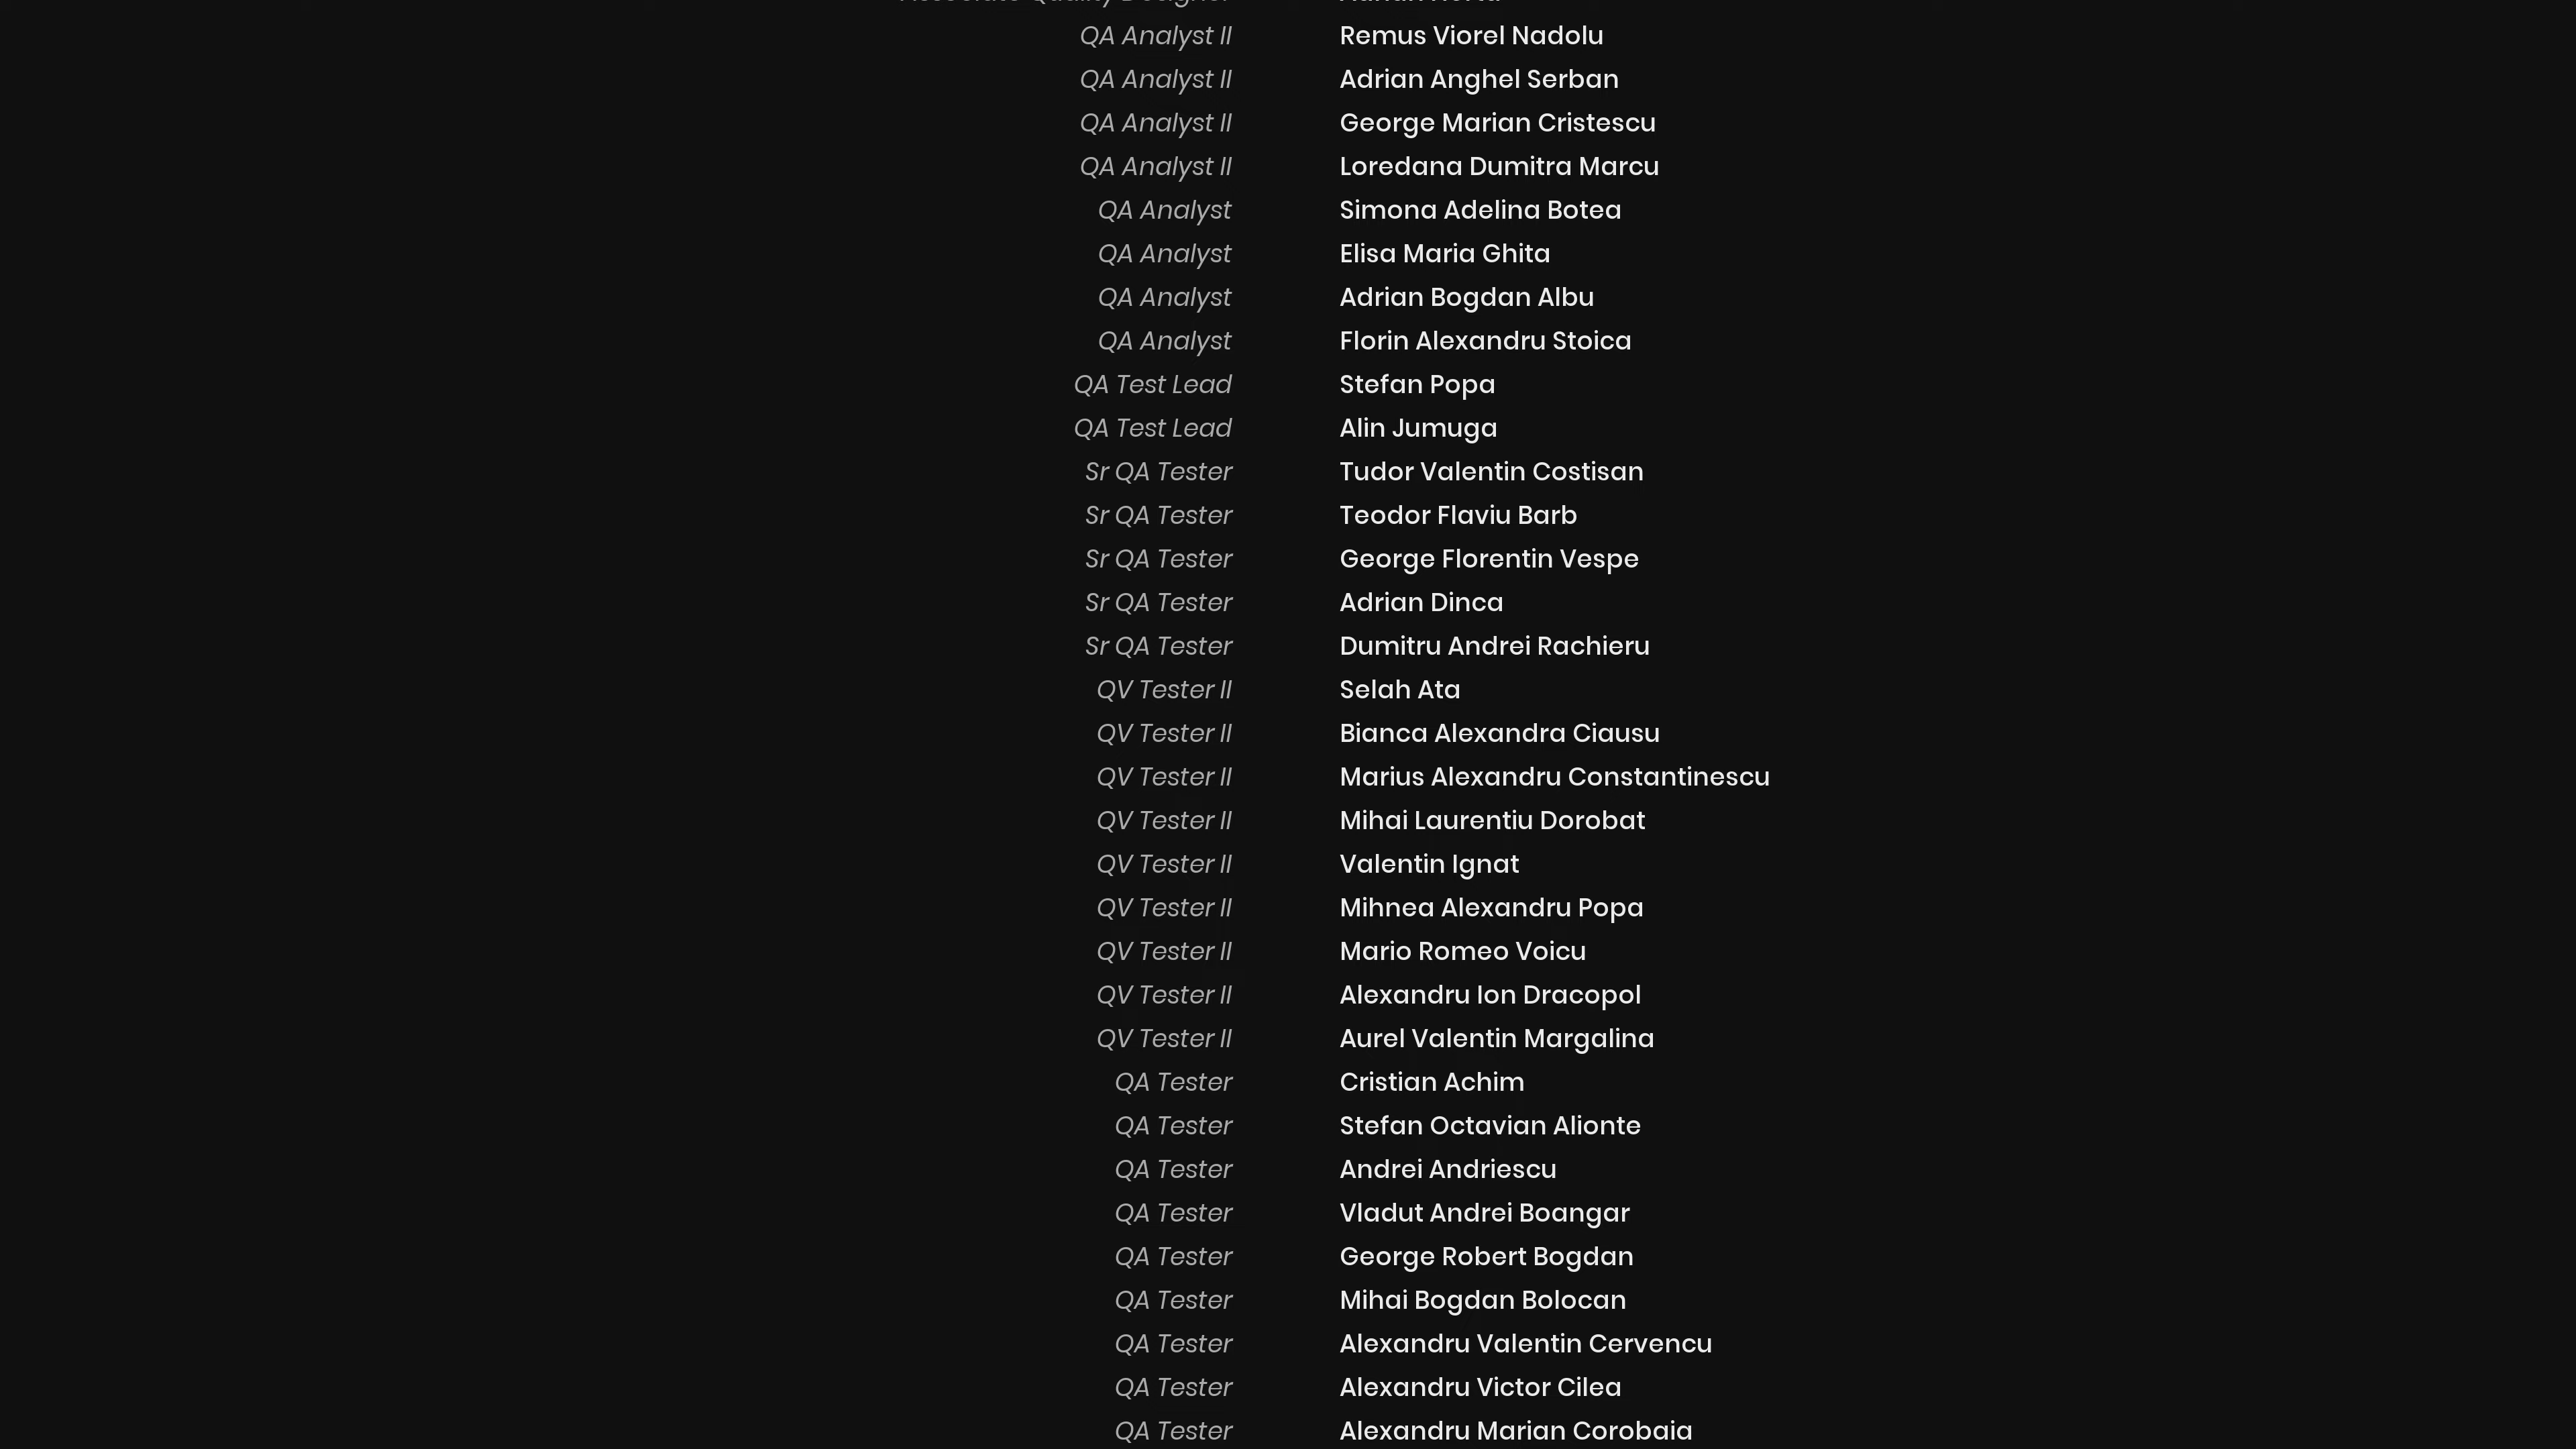 Associate Quality Designer
QA Analyst II Remus Viorel Nadolu
QA Analyst II Adrian Anghel Serban
QA Analyst II George Marian Cristescu
QA Analyst II Loredana Dumitra Marcu
QA Analyst Simona Adelina Botea
QA Analyst Elisa Maria Ghita
QA Analyst Adrian Bogdan Albu
QA Analyst Florin Alexandru Stoica
QA Test Lead Stefan Popa
QA Test Lead Alin Jumuga
Sr QA Tester Tudor Valentin Costisan
Sr QA Tester Teodor Flaviu Barb
Sr QA Tester George Florentin Vespe
Sr QA Tester Adrian Dinca
Sr QA Tester Dumitru Andrei Rachieru
QV Tester II Selah Ata
QV Tester II Bianca Alexandra Ciausu
QV Tester II Marius Alexandru Constantinescu
QV Tester II Mihai Laurentiu Dorobat
QV Tester II Valentin Ignat
QV Tester II Mihnea Alexandru Popa
QV Tester II Mario Romeo Voicu
QV Tester II Alexandru Ion Dracopol
QV Tester II Aurel Valentin Margalina
QA Tester Cristian Achim
QA Tester Stefan Octavian Alionte
QA Tester Andrei Andriescu
QA Tester Vladut Andrei Boangar
QA Tester George Robert Bogdan
QA Tester Mihai Bogdan Bolocan
QA Tester Alexandru Valentin Cervencu
QA Tester Alexandru Victor Cilea
QA Tester Alexandru Marian Corobaia